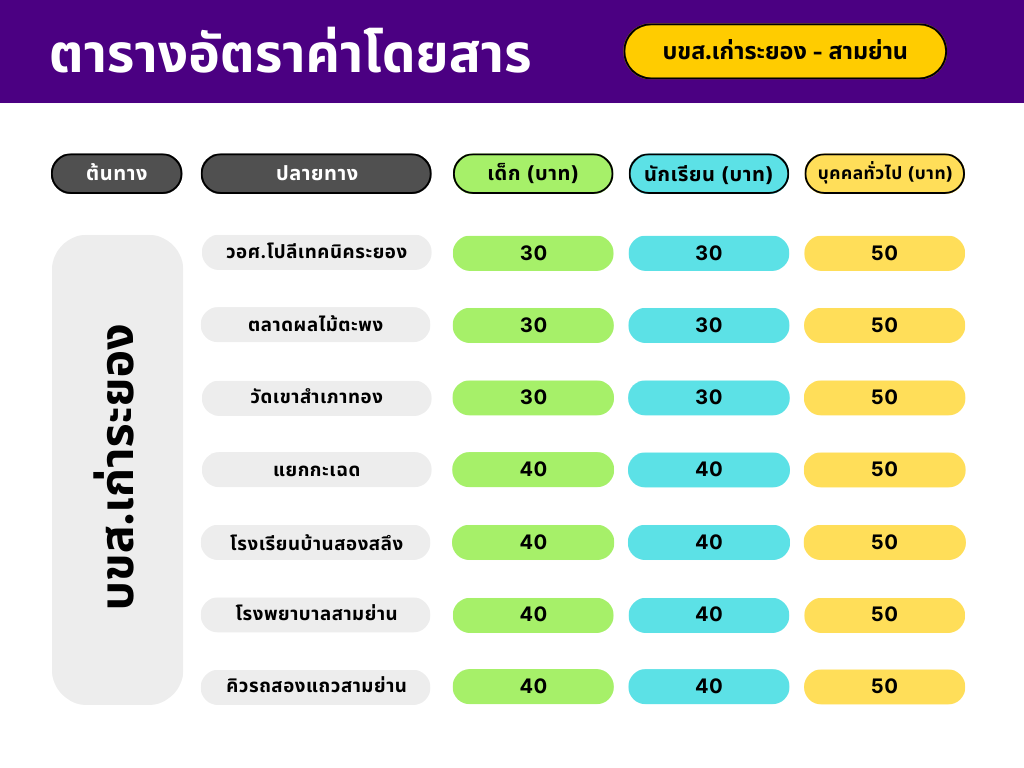 ตารางอัตราค่าโดยสาร
บขส.เก่าระยอง - สามย่าน
ต้นทาง ปลายทาง เด็ก (บาท) นักเรียน (บาท) บุคคลทั่วไป (บาท)
บขส.เก่าระยอง
วอศ.โปลีเทคนิคระยอง 30 30 50
ตลาดผลไม้ตะพง 30 30 50
วัดเขาสำเภาทอง 30 30 50
แยกกะเฉด 40 40 50
โรงเรียนบ้านสองสลึง 40 40 50
โรงพยาบาลสามย่าน 40 40 50
คิวรถสองแถวสามย่าน 40 40 50